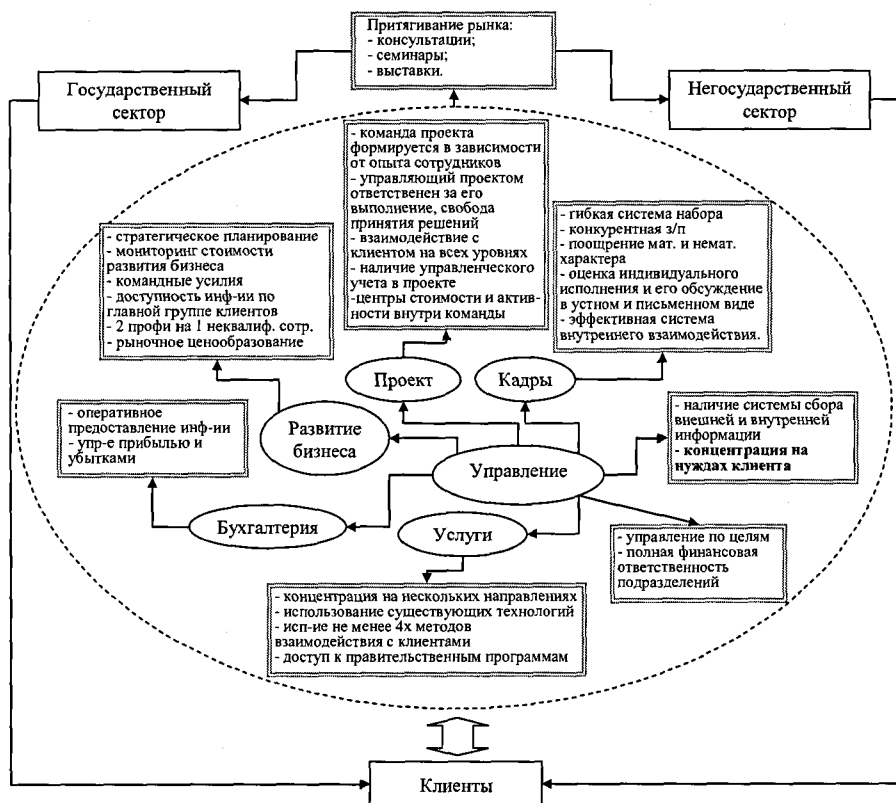 Притягивание рынка:
- консультации;
- семинары;
- выставки.
Государственный
сектор
Негосударственный
сектор
- команда проекта
формируется в зависимости
от опыта сотрудников
- управляющий проектом
ответственен за его
выполнение, свобода
принятия решений
- взаимодействие с
клиентом на всех уровнях
- наличие управленческого
учета в проекте
-центры стоимости и актив-
ности внутри команды
- гибкая система набора
- конкурентная з/п
- поощрение мат. и немат.
характера
- оценка индивидуального
исполнения и его обсуждение
в устном и письменном виде
- эффективная система
внутреннего взаимодействия.
- стратегическое планирование
- мониторинг стоимости
развития бизнеса
- командные усилия
- доступность инф-ии по
главной группе клиентов
- 2 профи на 1 неквалиф. сотр.
- рыночное ценообразование
Проект
Кадры
- оперативное
предоставление инф-ии
- упр-е прибылью и
убытками
Развитие
бизнеса
Управление
- наличие системы сбора
внешней и внутренней
информации
- концентрация на
нуждах клиента
Бухгалтерия
Услуги
- управление по целям
- полная финансовая
ответственность
подразделений
- концентрация на нескольких направлениях
- использование существующих технологий
- исп-ие не менее 4х методов
взаимодействия с клиентами
- доступ к правительственным программам
Клиенты